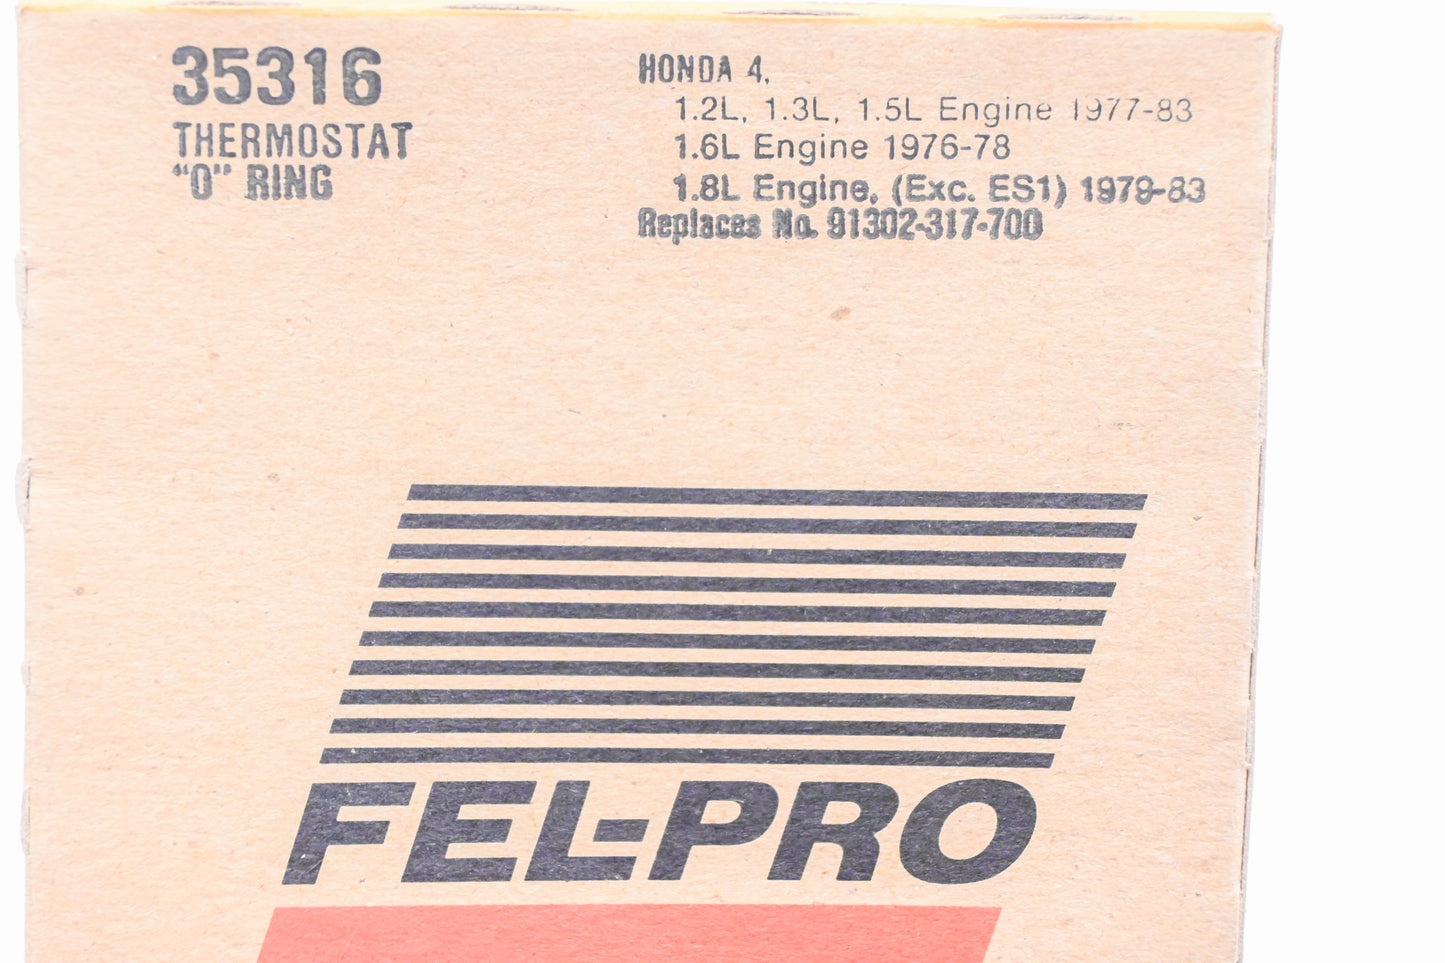 35316
THERMOSTAT
"O" RING
HONDA 4,
1.2L, 1.3L, 1.5L Engine 1977-83
1.6L Engine 1976-78
1.8L Engine, (Exc. ES1) 1979-83
Replaces No. 91302-317-700
FEL-PRO